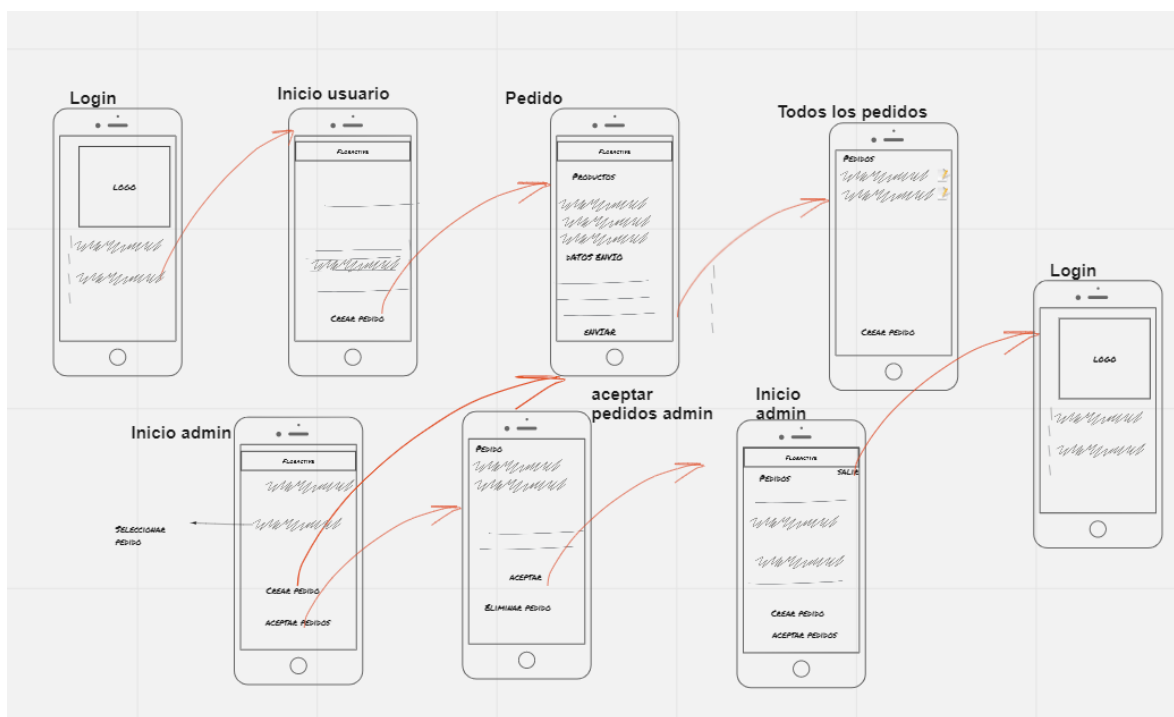 Login
LOGO
Inicio usuario
FLORACTIVE
CREAR PEDIDO
Pedido
FLORACTIVE
PRODUCTOS
DATOS ENVIO
ENVIAR
Todos los pedidos
PEDIDOS
CREAR PEDIDO
Login
LOGO
Inicio admin
FLORACTIVE
SELECCIONAR
PEDIDO
CREAR PEDIDO
ACEPTAR PEDIDOS
aceptar
pedidos admin
PEDIDO
ACEPTAR
ELIMINAR PEDIDO
Inicio
admin
FLORACTIVE
SALIR
PEDIDOS
CREAR PEDIDO
ACEPTAR PEDIDOS